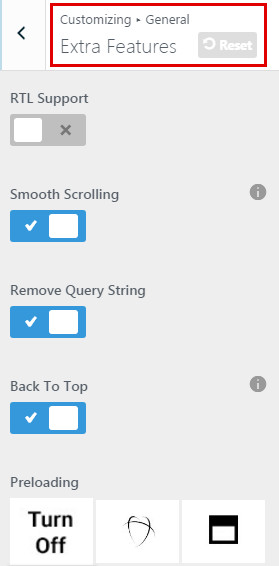 Customizing ▸ General
Extra Features
Reset
RTL Support
Smooth Scrolling
Remove Query String
Back To Top
Preloading
Turn
Off